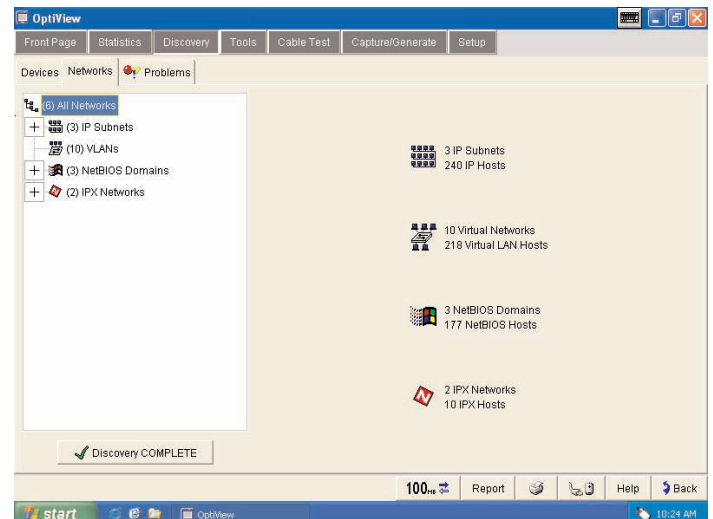 OptiView
Front Page Statistics Discovery Tools Cable Test Capture/Generate Setup
Devices Networks Problems
(6) All Networks
(3) IP Subnets
(10) VLANs
(3) NetBIOS Domains
(2) IPX Networks
3 IP Subnets
240 IP Hosts
10 Virtual Networks
218 Virtual LAN Hosts
3 NetBIOS Domains
177 NetBIOS Hosts
2 IPX Networks
10 IPX Hosts
Discovery COMPLETE
100 Report Help Back
start OptiView 10:24 AM